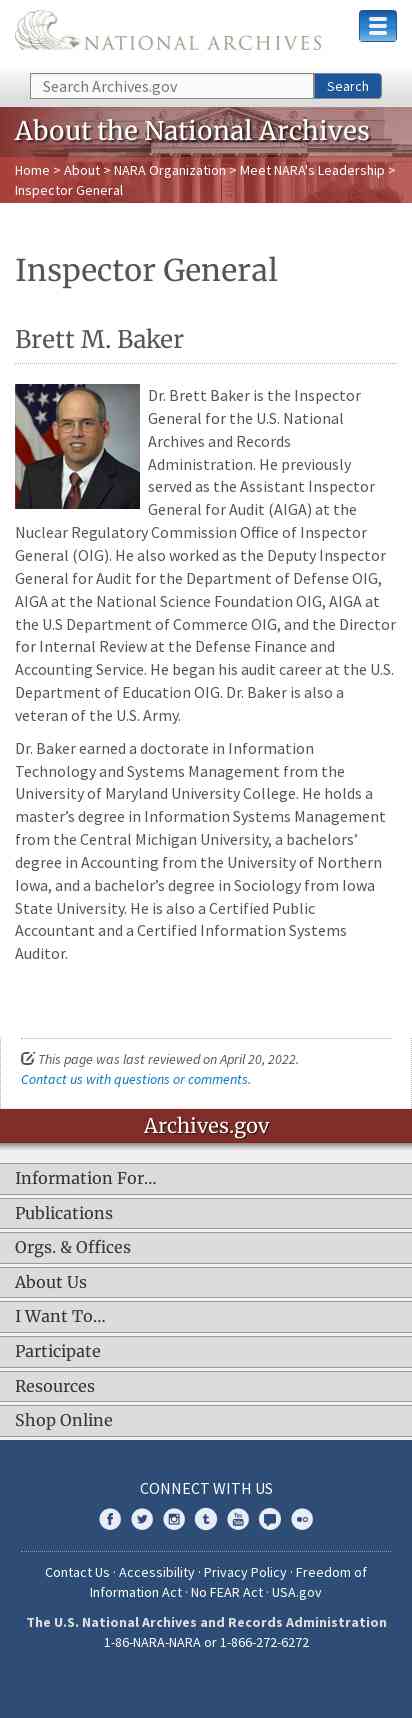 NATIONAL ARCHIVES
Search Archives.gov
Search
About the National Archives
Home > About > NARA Organization > Meet NARA's Leadership >
Inspector General
Inspector General
Brett M. Baker
Dr. Brett Baker is the Inspector
General for the U.S. National
Archives and Records
Administration. He previously
served as the Assistant Inspector
General for Audit (AIGA) at the
Nuclear Regulatory Commission Office of Inspector
General (OIG). He also worked as the Deputy Inspector
General for Audit for the Department of Defense OIG,
AIGA at the National Science Foundation OIG, AIGA at
the U.S Department of Commerce OIG, and the Director
for Internal Review at the Defense Finance and
Accounting Service. He began his audit career at the U.S.
Department of Education OIG. Dr. Baker is also a
veteran of the U.S. Army.
Dr. Baker earned a doctorate in Information
Technology and Systems Management from the
University of Maryland University College. He holds a
master’s degree in Information Systems Management
from the Central Michigan University, a bachelors’
degree in Accounting from the University of Northern
Iowa, and a bachelor’s degree in Sociology from Iowa
State University. He is also a Certified Public
Accountant and a Certified Information Systems
Auditor.
This page was last reviewed on April 20, 2022.
Contact us with questions or comments.
Archives.gov
Information For…
Publications
Orgs. & Offices
About Us
I Want To…
Participate
Resources
Shop Online
CONNECT WITH US
Contact Us · Accessibility · Privacy Policy · Freedom of
Information Act · No FEAR Act · USA.gov
The U.S. National Archives and Records Administration
1-86-NARA-NARA or 1-866-272-6272